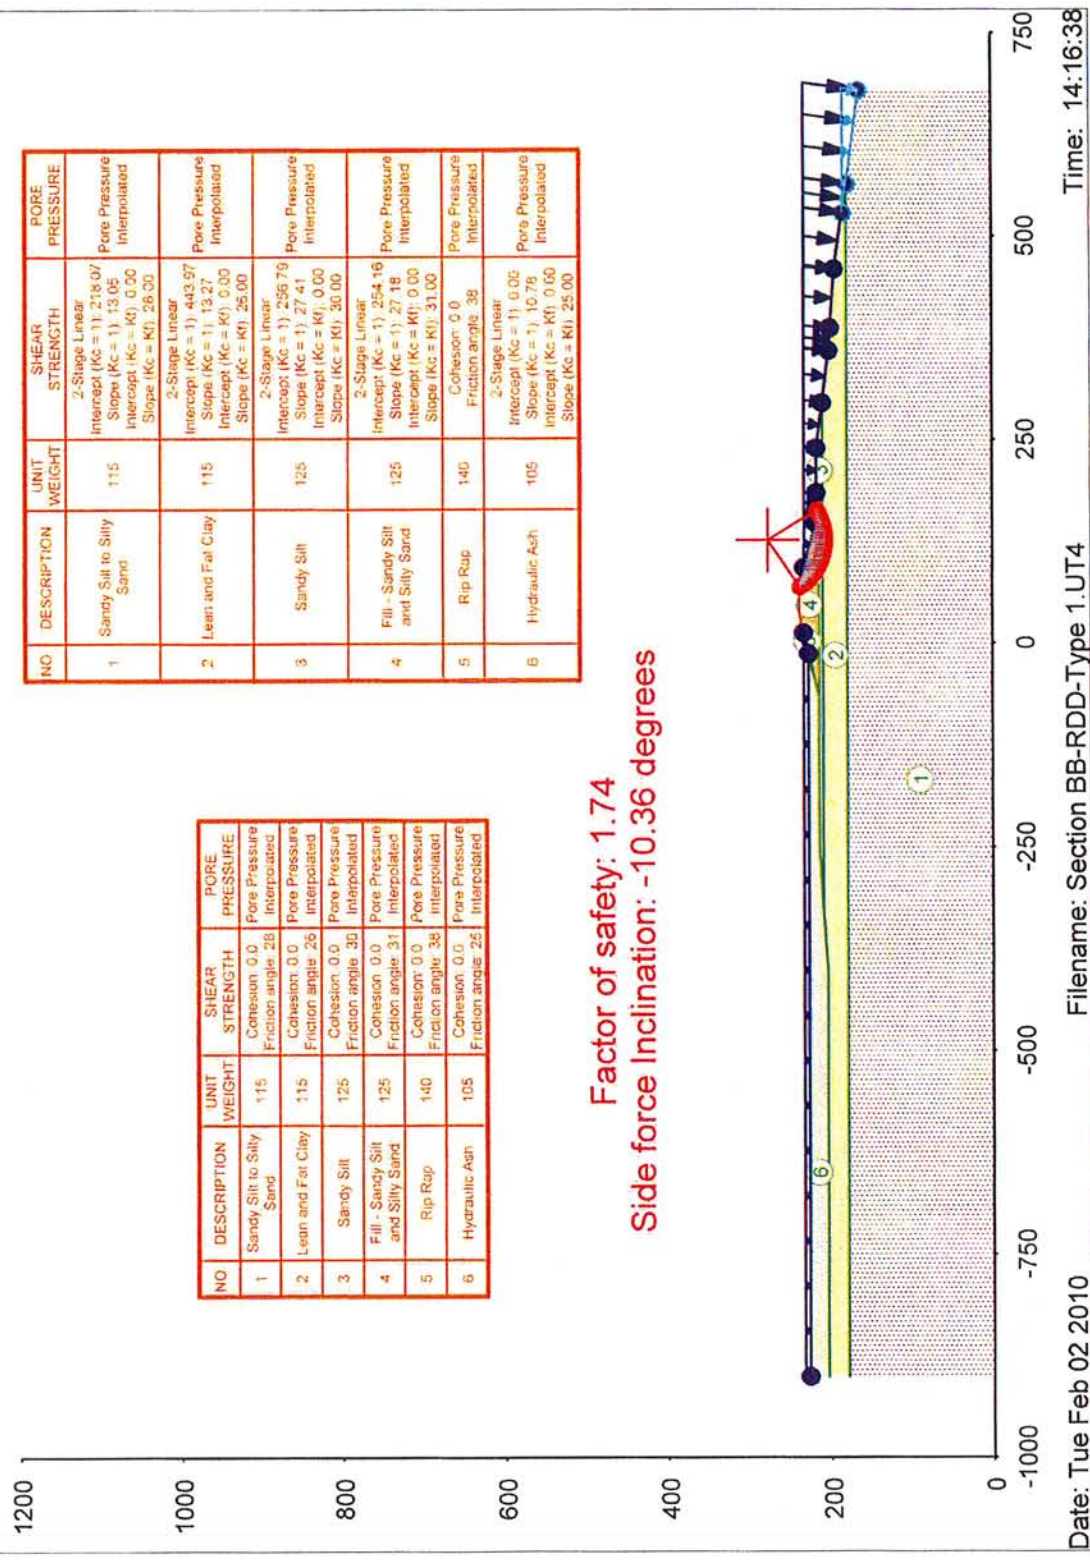 1200
1000
800
600
400
200
0
-1000
-750
-500
-250
0
250
500
750
NO DESCRIPTION UNIT WEIGHT SHEAR STRENGTH PORE PRESSURE
1 Sandy Silt to Silty Sand 115 Cohesion: 0.0 Friction angle: 28 Pore Pressure Interpolated
2 Lean and Fat Clay 115 Cohesion: 0.0 Friction angle: 26 Pore Pressure Interpolated
3 Sandy Silt 125 Cohesion: 0.0 Friction angle: 30 Pore Pressure Interpolated
4 Fill - Sandy Silt and Silty Sand 125 Cohesion: 0.0 Friction angle: 31 Pore Pressure Interpolated
5 Rip Rap 140 Cohesion: 0.0 Friction angle: 38 Pore Pressure Interpolated
6 Hydraulic Ash 105 Cohesion: 0.0 Friction angle: 25 Pore Pressure Interpolated
NO DESCRIPTION UNIT WEIGHT SHEAR STRENGTH PORE PRESSURE
1 Sandy Silt to Silty Sand 115 2-Stage Linear Pore Pressure Interpolated
Intercept (Kc = 1): 218.07
Slope (Kc = 1): 13.05
Intercept (Kc = Kf): 0.00
Slope (Kc = Kf): 28.00
2 Lean and Fat Clay 115 2-Stage Linear Pore Pressure Interpolated
Intercept (Kc = 1): 443.97
Slope (Kc = 1): 13.27
Intercept (Kc = Kf): 0.00
Slope (Kc = Kf): 26.00
3 Sandy Silt 125 2-Stage Linear Pore Pressure Interpolated
Intercept (Kc = 1): 256.79
Slope (Kc = 1): 27.41
Intercept (Kc = Kf): 0.00
Slope (Kc = Kf): 30.00
4 Fill - Sandy Silt and Silty Sand 125 2-Stage Linear Pore Pressure Interpolated
Intercept (Kc = 1): 254.16
Slope (Kc = 1): 27.18
Intercept (Kc = Kf): 0.00
Slope (Kc = Kf): 31.00
5 Rip Rap 140 Cohesion: 0.0 Friction angle: 38 Pore Pressure Interpolated
6 Hydraulic Ash 105 2-Stage Linear Pore Pressure Interpolated
Intercept (Kc = 1): 0.00
Slope (Kc = 1): 10.78
Intercept (Kc = Kf): 0.00
Slope (Kc = Kf): 25.00
Factor of safety: 1.74
Side force Inclination: -10.36 degrees
6
4
3
2
1
Date: Tue Feb 02 2010
Filename: Section BB-RDD-Type 1.UT4
Time: 14:16:38